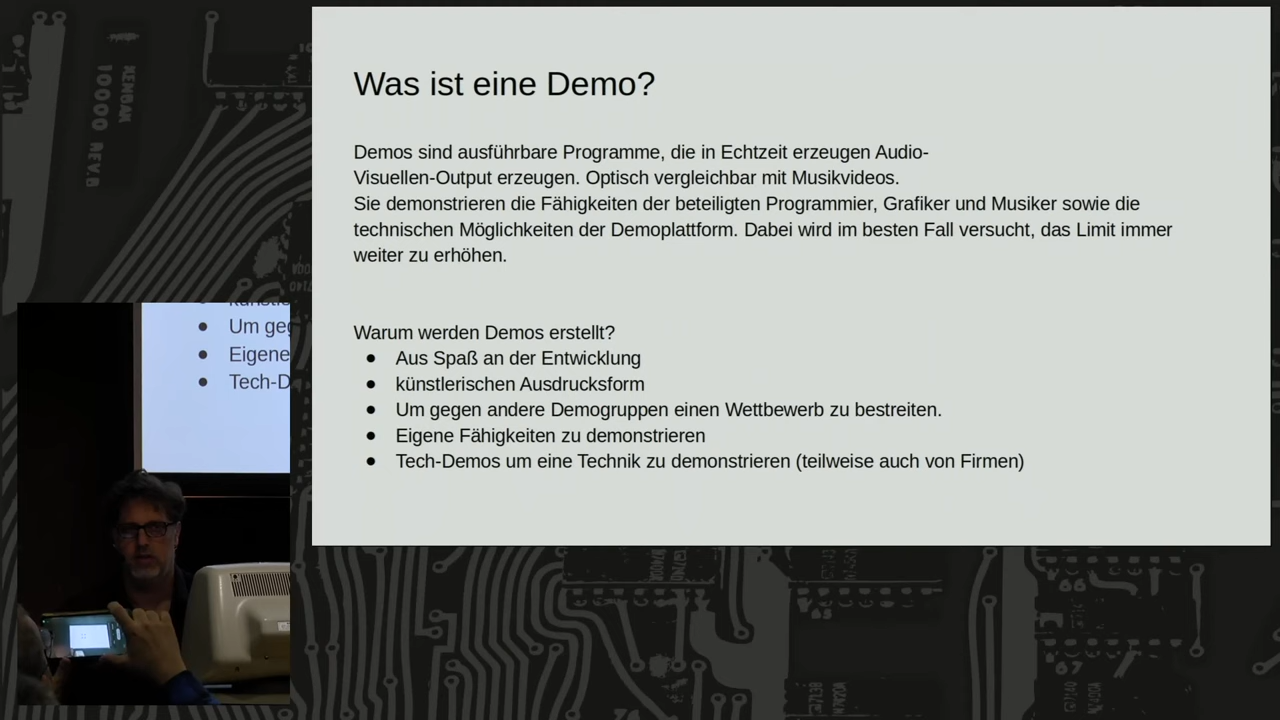 Was ist eine Demo?
Demos sind ausführbare Programme, die in Echtzeit erzeugen Audio-
Visuellen-Output erzeugen. Optisch vergleichbar mit Musikvideos.
Sie demonstrieren die Fähigkeiten der beteiligten Programmier, Grafiker und Musiker sowie die
technischen Möglichkeiten der Demoplattform. Dabei wird im besten Fall versucht, das Limit immer
weiter zu erhöhen.
Warum werden Demos erstellt?
● Aus Spaß an der Entwicklung
● künstlerischen Ausdrucksform
● Um gegen andere Demogruppen einen Wettbewerb zu bestreiten.
● Eigene Fähigkeiten zu demonstrieren
● Tech-Demos um eine Technik zu demonstrieren (teilweise auch von Firmen)
● Um geg
● Eigene
● Tech-D
KENBAK
10000 REV.B